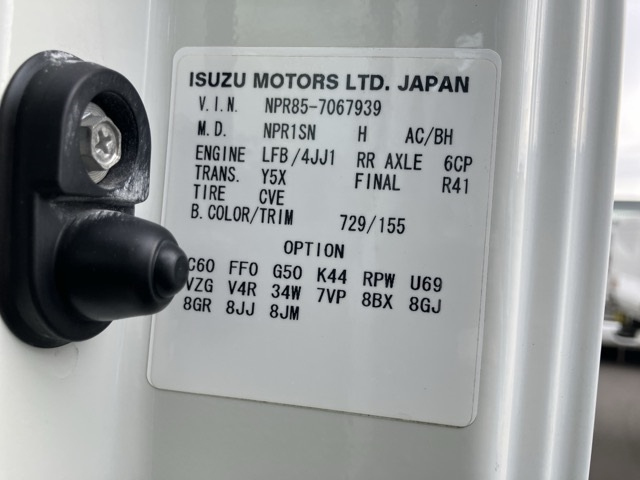 ISUZU MOTORS LTD. JAPAN
V.I.N. NPR85-7067939
M.D. NPR1SN H AC/BH
ENGINE LFB/4JJ1 RR AXLE 6CP
TRANS. Y5X FINAL R41
TIRE CVE
B.COLOR/TRIM 729/155
OPTION
C60 FF0 G50 K44 RPW U69
VZG V4R 34W 7VP 8BX 8GJ
8GR 8JJ 8JM